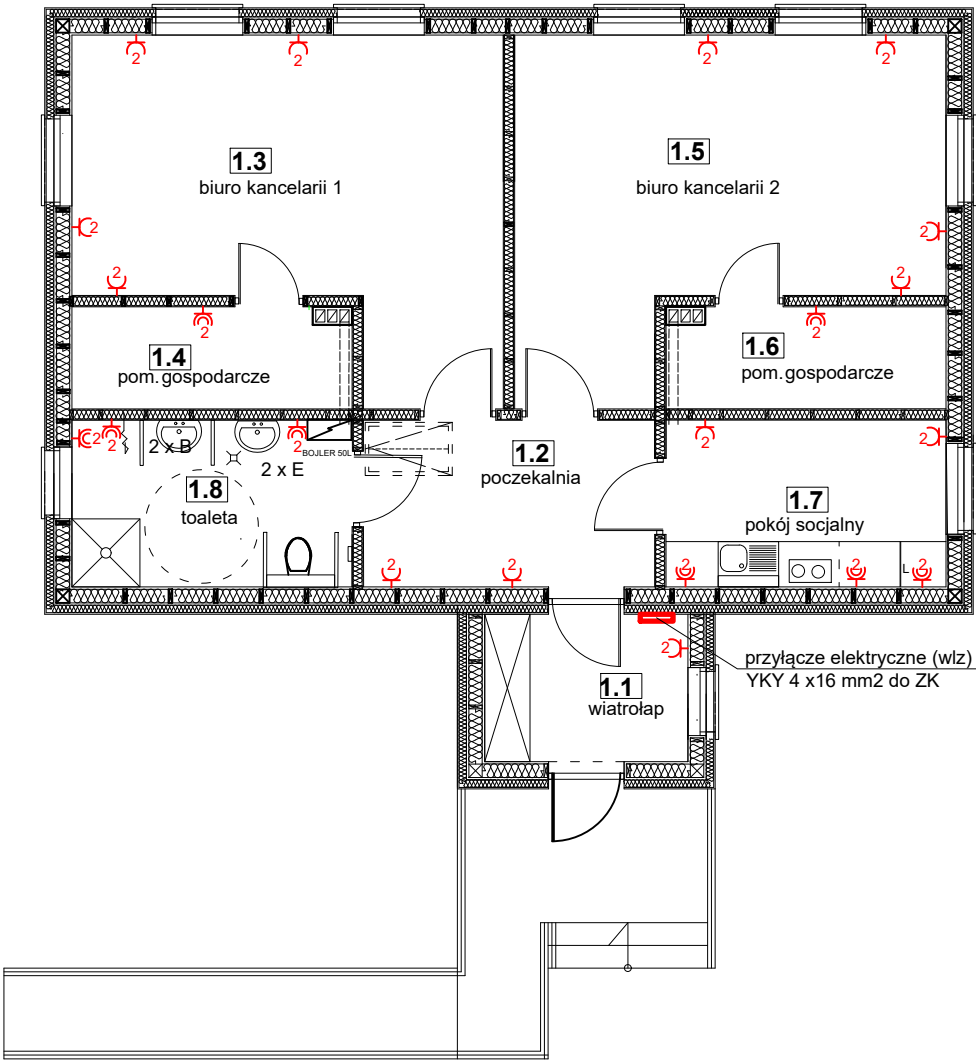 2
2
2
2
1.3
biuro kancelarii 1
1.5
biuro kancelarii 2
2
2
2
2
2
2
1.4
pom.gospodarcze
1.6
pom.gospodarcze
2
2
2
2
2
2 x B
2 x E
BOJLER 50L
1.2
poczekalnia
1.8
toaleta
1.7
pokój socjalny
2
2
2
2
2
L
2
przyłącze elektryczne (wlz)
YKY 4 x16 mm2 do ZK
1.1
wiatrołap